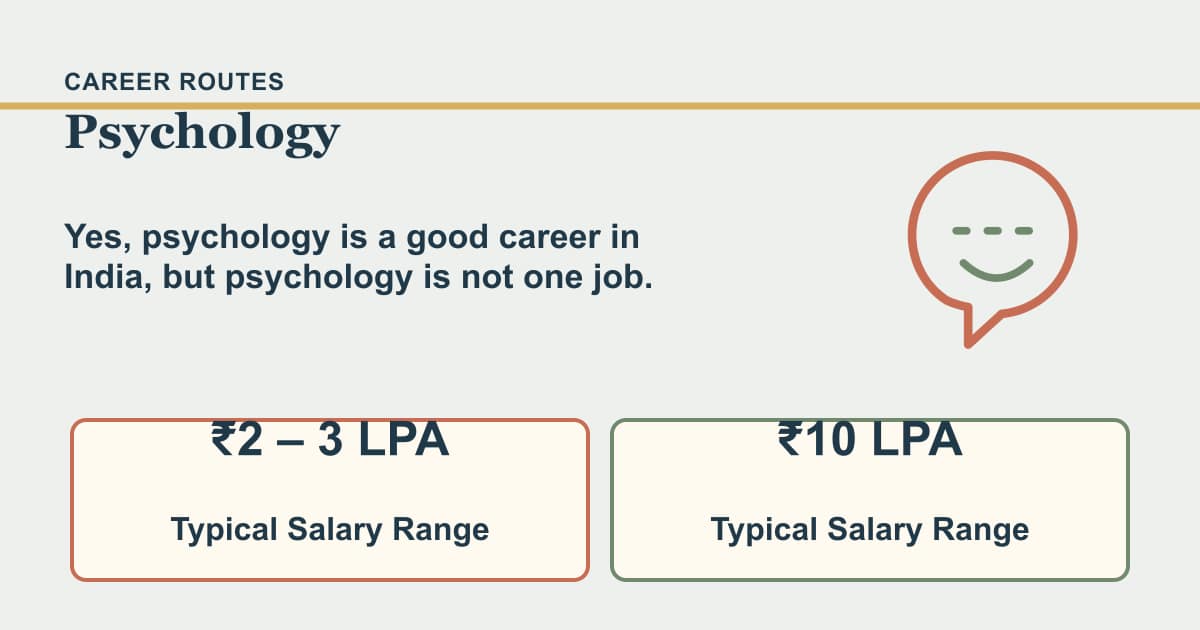 CAREER ROUTES
Psychology
Yes, psychology is a good career in
India, but psychology is not one job.
₹2 – 3 LPA
Typical Salary Range
₹10 LPA
Typical Salary Range